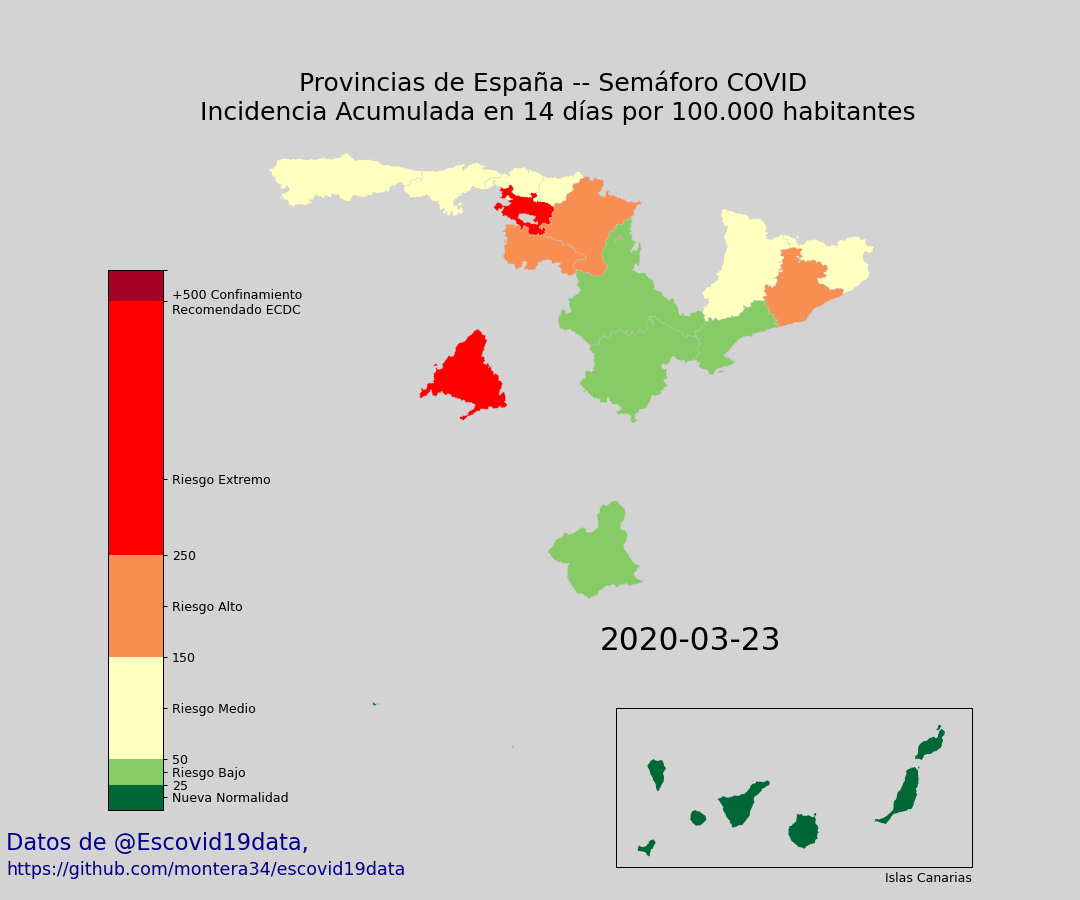 Provincias de España -- Semáforo COVID
Incidencia Acumulada en 14 días por 100.000 habitantes
+500 Confinamiento
Recomendado ECDC
Riesgo Extremo
250
Riesgo Alto
2020-03-23
150
Riesgo Medio
50
Riesgo Bajo
25
Nueva Normalidad
Datos de @Escovid19data,
https://github.com/montera34/escovid19data
Islas Canarias